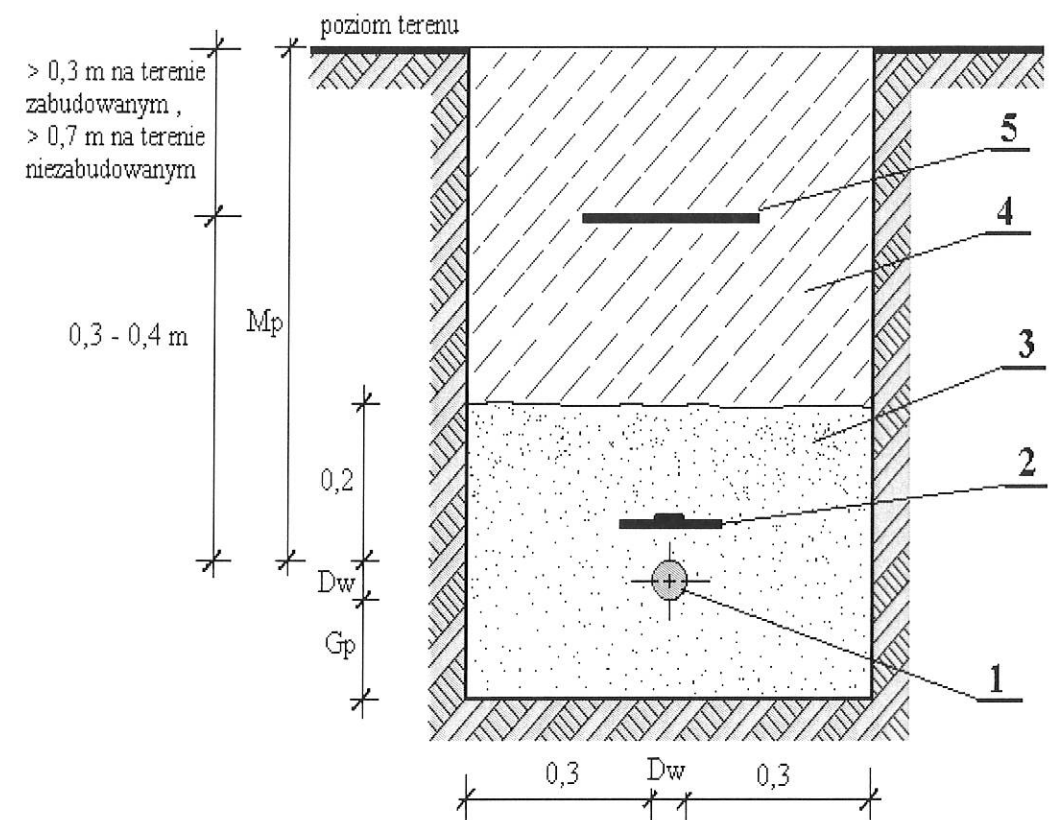 poziom terenu
> 0,3 m na terenie
zabudowanym ,
> 0,7 m na terenie
niezabudowanym
5
4
0,3 - 0,4 m
Mp
3
2
0,2
Dw
Gp
1
0,3
Dw
0,3